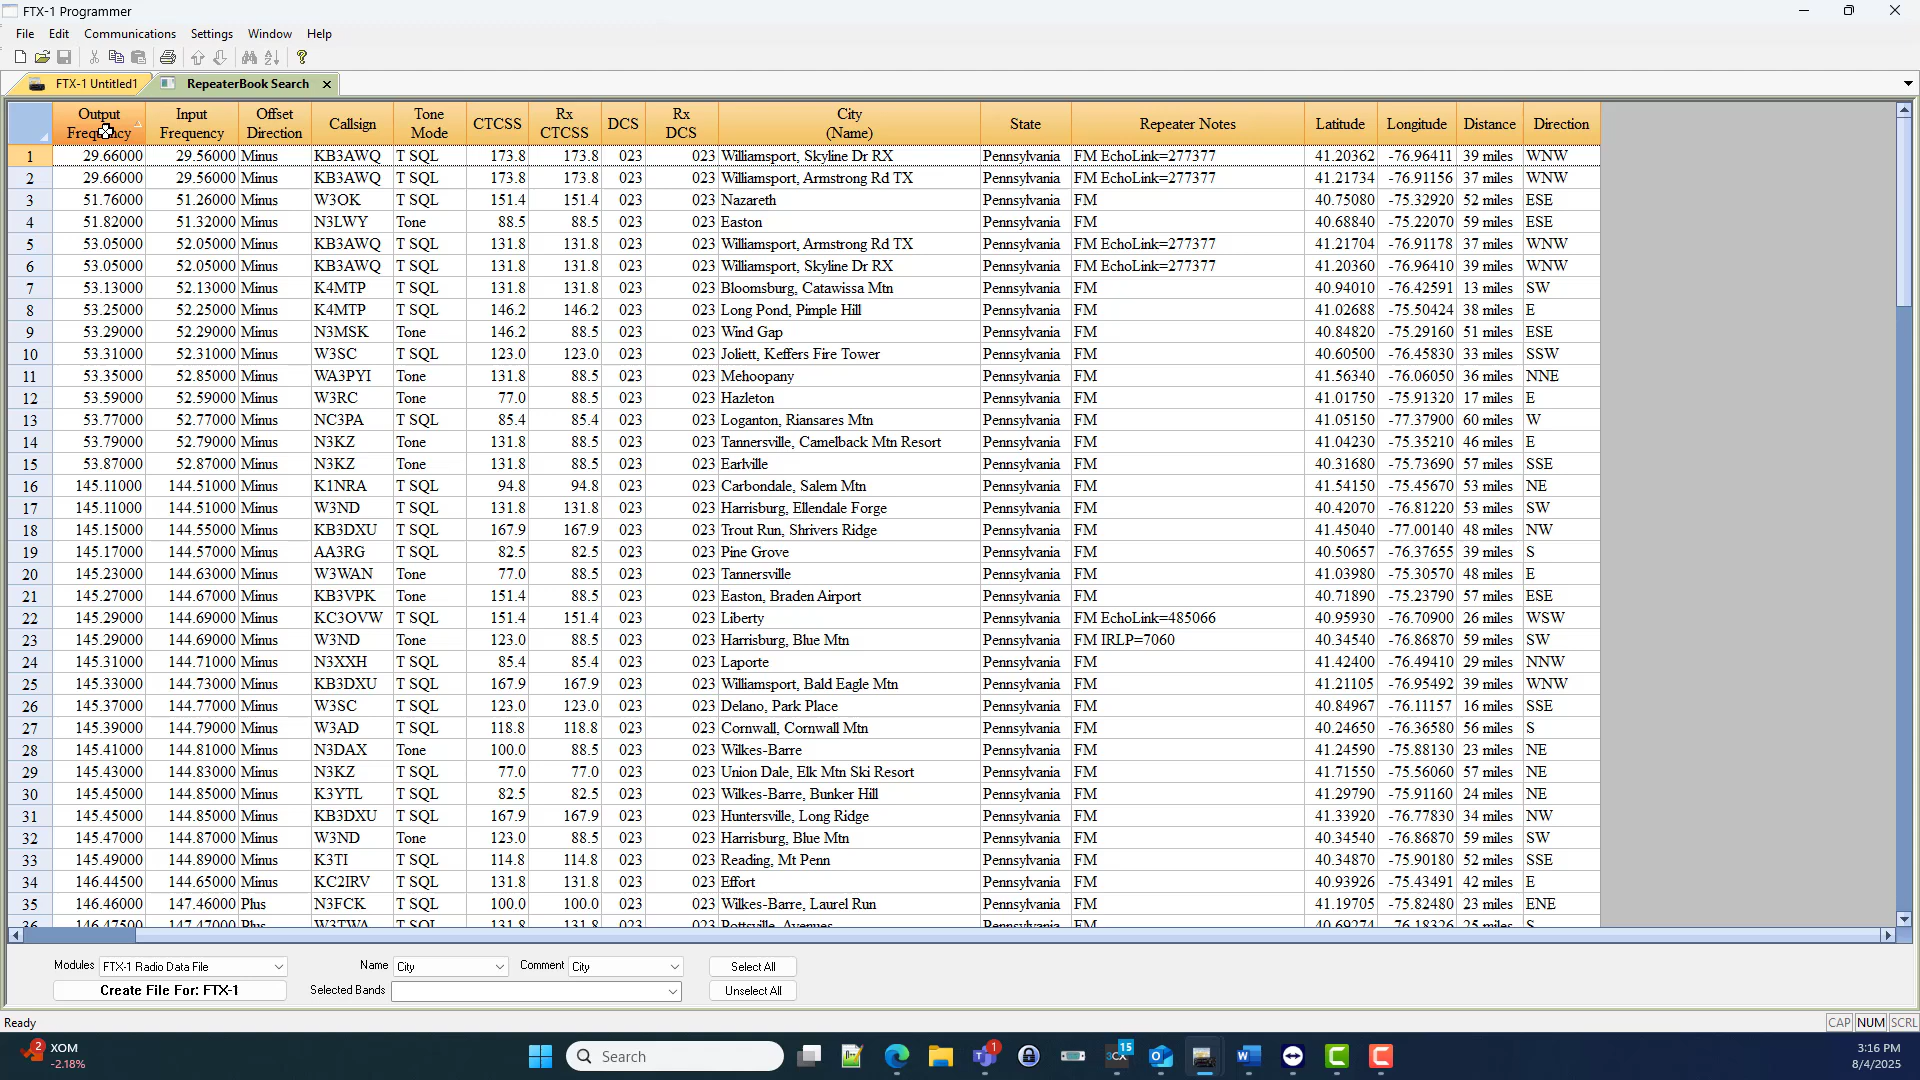 FTX-1 Programmer
File Edit Communications Settings Window Help
FTX-1 Untitled1 RepeaterBook Search
Output Frequency Input Frequency Offset Direction Callsign Tone Mode CTCSS Rx CTCSS DCS Rx DCS City (Name) State Repeater Notes Latitude Longitude Distance Direction
1 29.66000 29.56000 Minus KB3AWQ T SQL 173.8 173.8 023 023 Williamsport, Skyline Dr RX Pennsylvania FM EchoLink=277377 41.20362 -76.96411 39 miles WNW
2 29.66000 29.56000 Minus KB3AWQ T SQL 173.8 173.8 023 023 Williamsport, Armstrong Rd TX Pennsylvania FM EchoLink=277377 41.21734 -76.91156 37 miles WNW
3 51.76000 51.26000 Minus W3OK T SQL 151.4 151.4 023 023 Nazareth Pennsylvania FM 40.75080 -75.32920 52 miles ESE
4 51.82000 51.32000 Minus N3LWY Tone 88.5 88.5 023 023 Easton Pennsylvania FM 40.68840 -75.22070 59 miles ESE
5 53.05000 52.05000 Minus KB3AWQ T SQL 131.8 131.8 023 023 Williamsport, Armstrong Rd TX Pennsylvania FM EchoLink=277377 41.21704 -76.91178 37 miles WNW
6 53.05000 52.05000 Minus KB3AWQ T SQL 131.8 131.8 023 023 Williamsport, Skyline Dr RX Pennsylvania FM EchoLink=277377 41.20360 -76.96410 39 miles WNW
7 53.13000 52.13000 Minus K4MTP T SQL 131.8 131.8 023 023 Bloomsburg, Catawissa Mtn Pennsylvania FM 40.94010 -76.42591 13 miles SW
8 53.25000 52.25000 Minus K4MTP T SQL 146.2 146.2 023 023 Long Pond, Pimple Hill Pennsylvania FM 41.02688 -75.50424 38 miles E
9 53.29000 52.29000 Minus N3MSK Tone 146.2 88.5 023 023 Wind Gap Pennsylvania FM 40.84820 -75.29160 51 miles ESE
10 53.31000 52.31000 Minus W3SC T SQL 123.0 123.0 023 023 Joliett, Keffers Fire Tower Pennsylvania FM 40.60500 -76.45830 33 miles SSW
11 53.35000 52.85000 Minus WA3PYI Tone 131.8 88.5 023 023 Mehoopany Pennsylvania FM 41.56340 -76.06050 36 miles NNE
12 53.59000 52.59000 Minus W3RC Tone 77.0 88.5 023 023 Hazleton Pennsylvania FM 41.01750 -75.91320 17 miles E
13 53.77000 52.77000 Minus NC3PA T SQL 85.4 85.4 023 023 Loganton, Riansares Mtn Pennsylvania FM 41.05150 -77.37900 60 miles W
14 53.79000 52.79000 Minus N3KZ Tone 131.8 88.5 023 023 Tannersville, Camelback Mtn Resort Pennsylvania FM 41.04230 -75.35210 46 miles E
15 53.87000 52.87000 Minus N3KZ Tone 131.8 88.5 023 023 Earlville Pennsylvania FM 40.31680 -75.73690 57 miles SSE
16 145.11000 144.51000 Minus K1NRA T SQL 94.8 94.8 023 023 Carbondale, Salem Mtn Pennsylvania FM 41.54150 -75.45670 53 miles NE
17 145.11000 144.51000 Minus W3ND T SQL 131.8 131.8 023 023 Harrisburg, Ellendale Forge Pennsylvania FM 40.42070 -76.81220 53 miles SW
18 145.15000 144.55000 Minus KB3DXU T SQL 167.9 167.9 023 023 Trout Run, Shrivers Ridge Pennsylvania FM 41.45040 -77.00140 48 miles NW
19 145.17000 144.57000 Minus AA3RG T SQL 82.5 82.5 023 023 Pine Grove Pennsylvania FM 40.50657 -76.37655 39 miles S
20 145.23000 144.63000 Minus W3WAN Tone 77.0 88.5 023 023 Tannersville Pennsylvania FM 41.03980 -75.30570 48 miles E
21 145.27000 144.67000 Minus KB3VPK Tone 151.4 88.5 023 023 Easton, Braden Airport Pennsylvania FM 40.71890 -75.23790 57 miles ESE
22 145.29000 144.69000 Minus KC3OVW T SQL 151.4 151.4 023 023 Liberty Pennsylvania FM EchoLink=485066 40.95930 -76.70900 26 miles WSW
23 145.29000 144.69000 Minus W3ND Tone 123.0 88.5 023 023 Harrisburg, Blue Mtn Pennsylvania FM IRLP=7060 40.34540 -76.86870 59 miles SW
24 145.31000 144.71000 Minus N3XXH T SQL 85.4 85.4 023 023 Laporte Pennsylvania FM 41.42400 -76.49410 29 miles NNW
25 145.33000 144.73000 Minus KB3DXU T SQL 167.9 167.9 023 023 Williamsport, Bald Eagle Mtn Pennsylvania FM 41.21105 -76.95492 39 miles WNW
26 145.37000 144.77000 Minus W3SC T SQL 123.0 123.0 023 023 Delano, Park Place Pennsylvania FM 40.84967 -76.11157 16 miles SSE
27 145.39000 144.79000 Minus W3AD T SQL 118.8 118.8 023 023 Cornwall, Cornwall Mtn Pennsylvania FM 40.24650 -76.36580 56 miles S
28 145.41000 144.81000 Minus N3DAX Tone 100.0 88.5 023 023 Wilkes-Barre Pennsylvania FM 41.24590 -75.88130 23 miles NE
29 145.43000 144.83000 Minus N3KZ T SQL 77.0 77.0 023 023 Union Dale, Elk Mtn Ski Resort Pennsylvania FM 41.71550 -75.56060 57 miles NE
30 145.45000 144.85000 Minus K3YTL T SQL 82.5 82.5 023 023 Wilkes-Barre, Bunker Hill Pennsylvania FM 41.29790 -75.91160 24 miles NE
31 145.45000 144.85000 Minus KB3DXU T SQL 167.9 167.9 023 023 Huntersville, Long Ridge Pennsylvania FM 41.33920 -76.77830 34 miles NW
32 145.47000 144.87000 Minus W3ND Tone 123.0 88.5 023 023 Harrisburg, Blue Mtn Pennsylvania FM 40.34540 -76.86870 59 miles SW
33 145.49000 144.89000 Minus K3TI T SQL 114.8 114.8 023 023 Reading, Mt Penn Pennsylvania FM 40.34870 -75.90180 52 miles SSE
34 146.44500 144.65000 Minus KC2IRV T SQL 131.8 131.8 023 023 Effort Pennsylvania FM 40.93926 -75.43491 42 miles E
35 146.46000 147.46000 Plus N3FCK T SQL 100.0 100.0 023 023 Wilkes-Barre, Laurel Run Pennsylvania FM 41.19705 -75.82480 23 miles ENE
36 146.47500 147.47000 Plus W3TWA T SQL 131.8 131.8 023 023 Pottsville, Avenues Pennsylvania FM 40.69274 -76.18326 25 miles S
Modules FTX-1 Radio Data File Name City Comment City Select All
Create File For: FTX-1 Selected Bands Unselect All
Ready CAP NUM SCRL
2 XOM
-2.18%
Search
1
3CX
15
3:16 PM
8/4/2025